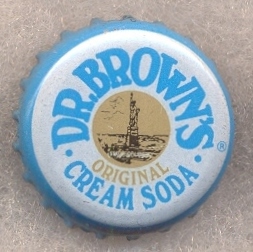 · DR. BROWN'S ·
ORIGINAL
CREAM SODA
®